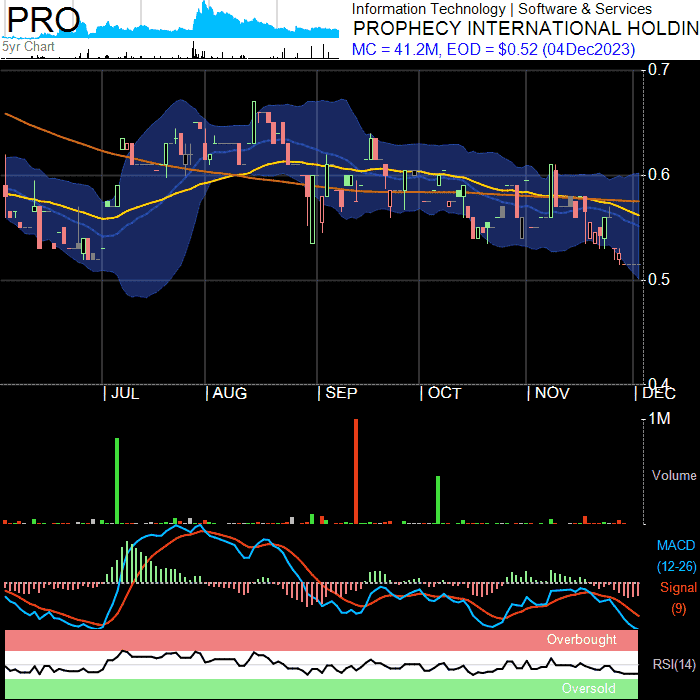 PRO
5yr Chart
Information Technology | Software & Services
PROPHECY INTERNATIONAL HOLDIN
MC = 41.2M, EOD = $0.52 (04Dec2023)
0.7
0.6
0.5
0.4
JUL
AUG
SEP
OCT
NOV
DEC
1M
Volume
MACD
(12-26)
Signal
(9)
Overbought
RSI(14)
Oversold